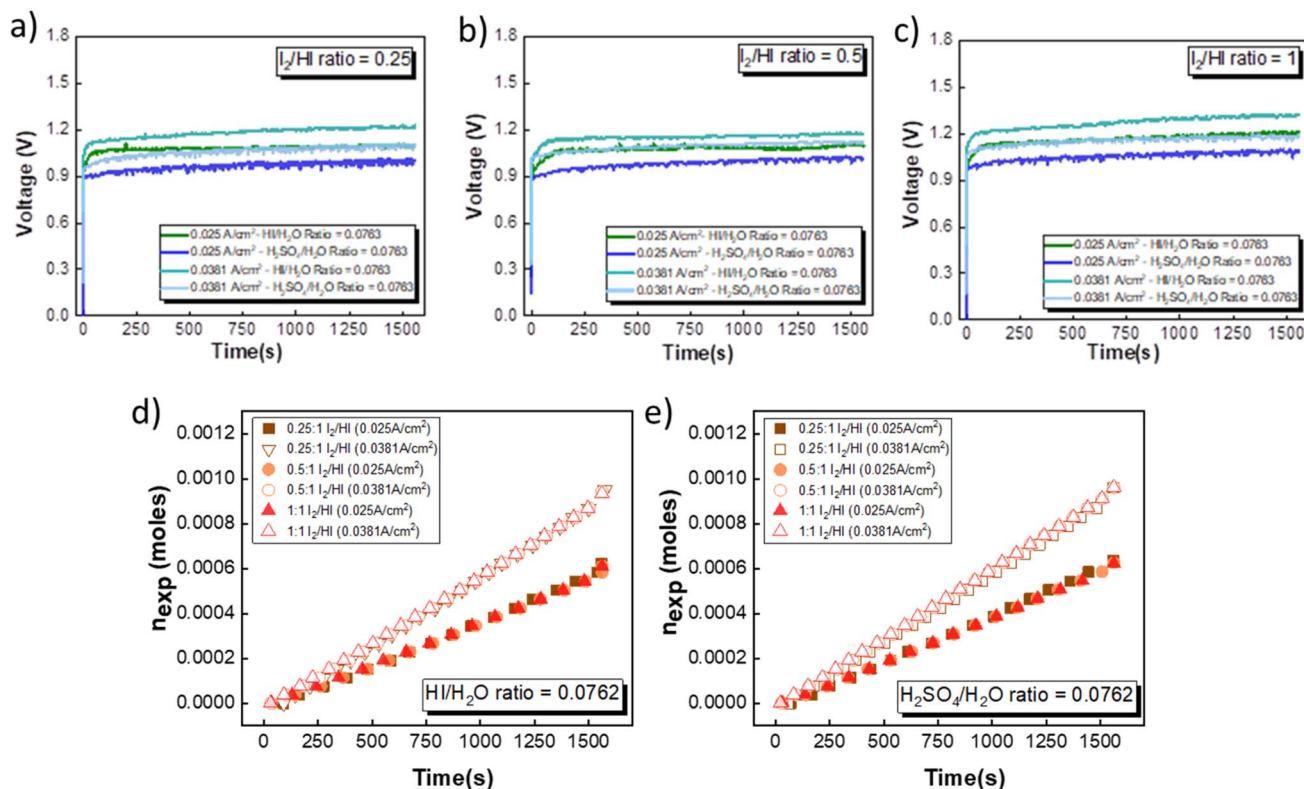 a)
1.8
1.5
1.2
0.9
0.6
0.3
0.0
Voltage (V)
I₂/HI ratio = 0.25
0.025 A/cm²- HI/H₂O Ratio = 0.0763
0.025 A/cm² - H₂SO₄/H₂O Ratio = 0.0763
0.0381 A/cm² - HI/H₂O Ratio = 0.0763
0.0381 A/cm² - H₂SO₄/H₂O Ratio = 0.0763
0 250 500 750 1000 1250 1500
Time(s)
b)
1.8
1.5
1.2
0.9
0.6
0.3
0.0
Voltage (V)
I₂/HI ratio = 0.5
0.025 A/cm²- HI/H₂O Ratio = 0.0763
0.025 A/cm² - H₂SO₄/H₂O Ratio = 0.0763
0.0381 A/cm² - HI/H₂O Ratio = 0.0763
0.0381 A/cm² - H₂SO₄/H₂O Ratio = 0.0763
0 250 500 750 1000 1250 1500
Time(s)
c)
1.8
1.5
1.2
0.9
0.6
0.3
0.0
Voltage (V)
I₂/HI ratio = 1
0.025 A/cm² - HI/H₂O Ratio = 0.0763
0.025 A/cm² - H₂SO₄/H₂O Ratio = 0.0763
0.0381 A/cm² - HI/H₂O Ratio = 0.0763
0.0381 A/cm² - H₂SO₄/H₂O Ratio = 0.0763
0 250 500 750 1000 1250 1500
Time(s)
d)
0.0012
0.0010
0.0008
0.0006
0.0004
0.0002
0.0000
nexp (moles)
0.25:1 I₂/HI (0.025A/cm²)
0.25:1 I₂/HI (0.0381A/cm²)
0.5:1 I₂/HI (0.025A/cm²)
0.5:1 I₂/HI (0.0381A/cm²)
1:1 I₂/HI (0.025A/cm²)
1:1 I₂/HI (0.0381A/cm²)
HI/H₂O ratio = 0.0762
0 250 500 750 1000 1250 1500
Time(s)
e)
0.0012
0.0010
0.0008
0.0006
0.0004
0.0002
0.0000
nexp (moles)
0.25:1 I₂/HI (0.025A/cm²)
0.25:1 I₂/HI (0.0381A/cm²)
0.5:1 I₂/HI (0.025A/cm²)
0.5:1 I₂/HI (0.0381A/cm²)
1:1 I₂/HI (0.025A/cm²)
1:1 I₂/HI (0.0381A/cm²)
H₂SO₄/H₂O ratio = 0.0762
0 250 500 750 1000 1250 1500
Time(s)